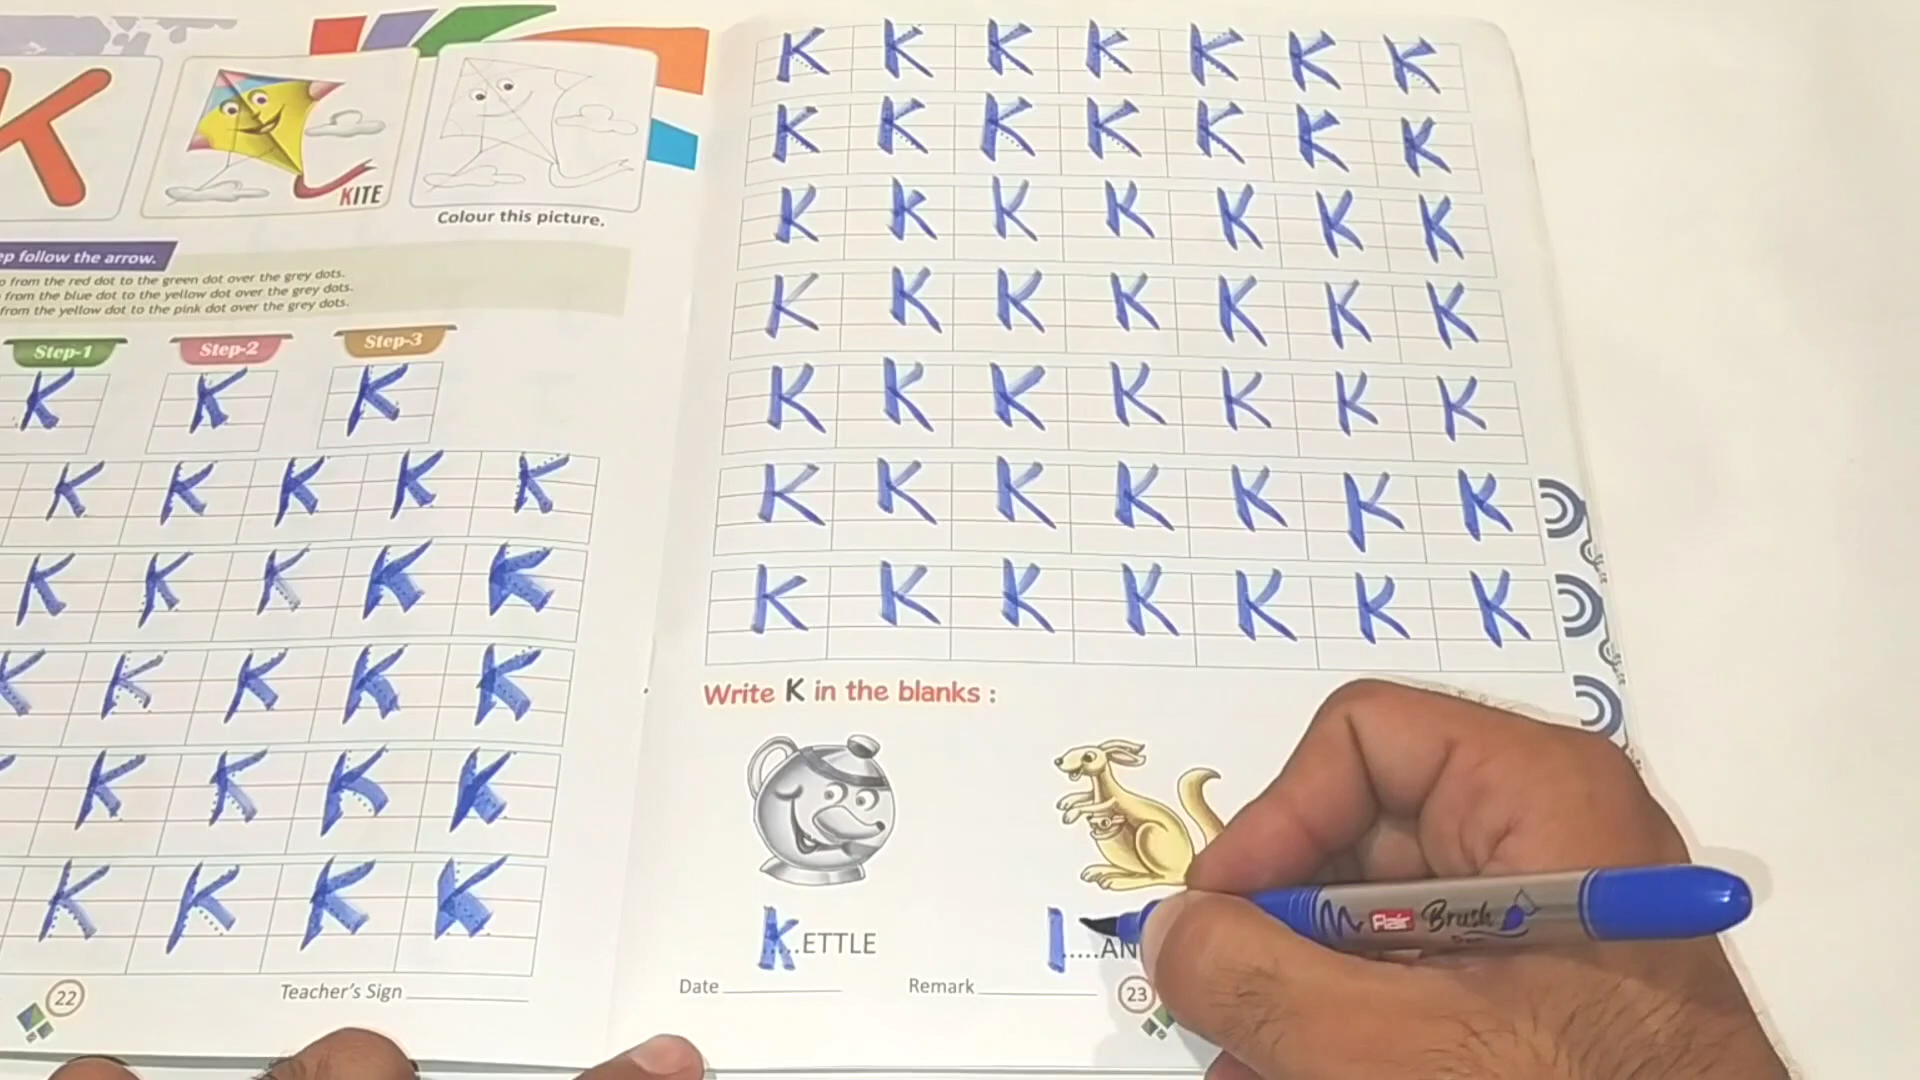 K
KITE
Colour this picture.
ep follow the arrow.
from the red dot to the green dot over the grey dots.
from the blue dot to the yellow dot over the grey dots.
from the yellow dot to the pink dot over the grey dots.
Step-1 Step-2 Step-3
K K K
K K K K K
K K K K K
K K K K K
K K K K
K K K K
22
Teacher's Sign
K K K K K K K
K K K K K K K
K K K K K K K
K K K K K K K
K K K K K K K
K K K K K K K
K K K K K K K
Write K in the blanks :
K...ETTLE
.....AN
Date Remark
23
Flair Brush